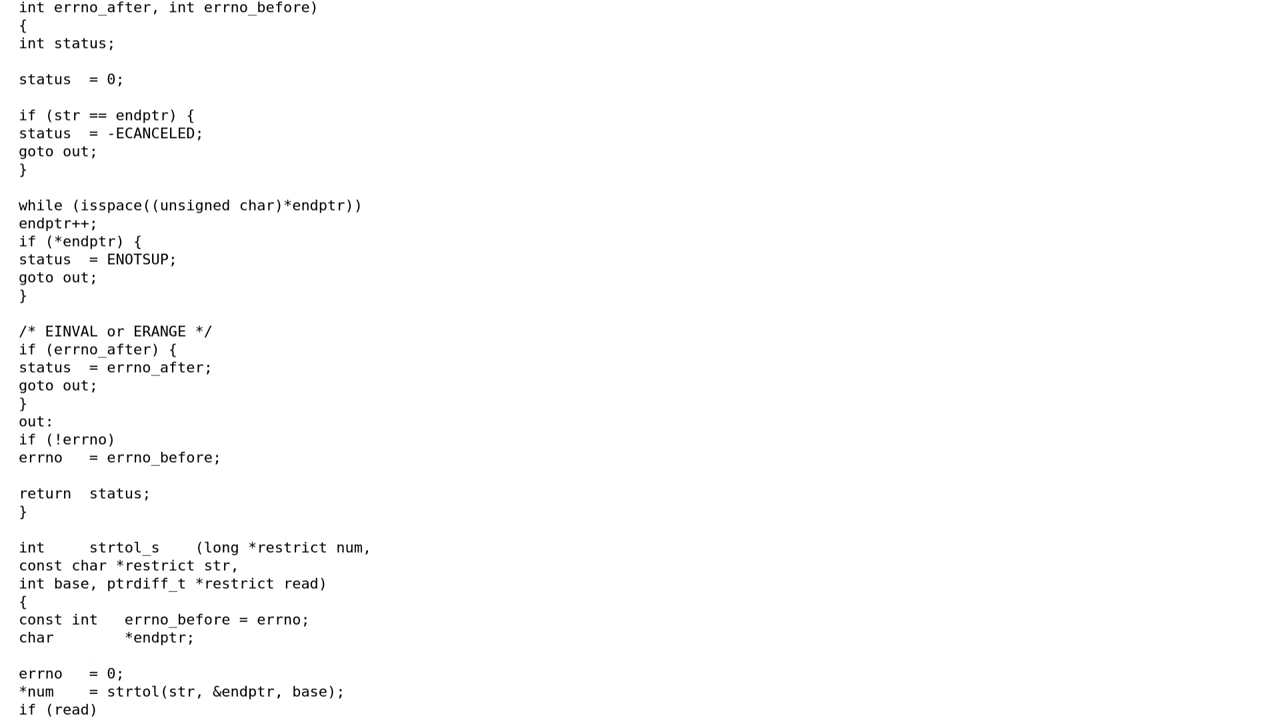 int errno_after, int errno_before)
{
int status;

status  = 0;

if (str == endptr) {
status  = -ECANCELED;
goto out;
}

while (isspace((unsigned char)*endptr))
endptr++;
if (*endptr) {
status  = ENOTSUP;
goto out;
}

/* EINVAL or ERANGE */
if (errno_after) {
status  = errno_after;
goto out;
}
out:
if (!errno)
errno   = errno_before;

return  status;
}

int     strtol_s    (long *restrict num,
const char *restrict str,
int base, ptrdiff_t *restrict read)
{
const int   errno_before = errno;
char        *endptr;

errno   = 0;
*num    = strtol(str, &endptr, base);
if (read)